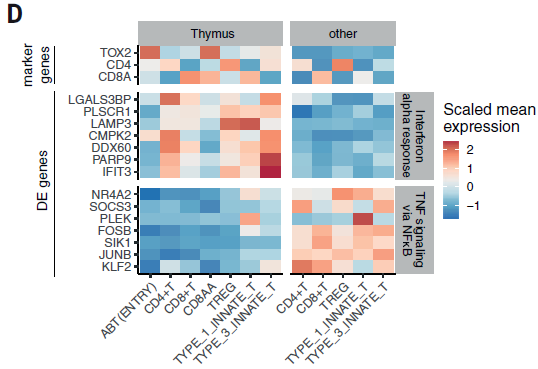 D
Thymus
other
marker
genes
TOX2
CD4
CD8A
DE genes
LGALS3BP
PLSCR1
LAMP3
CMPK2
DDX60
PARP9
IFIT3
Interferon
alpha response
NR4A2
SOCS3
PLEK
FOSB
SIK1
JUNB
KLF2
TNF signaling
via NFκB
ABT(ENTRY)
CD4+T
CD8+T
CD8AA
TREG
TYPE_1_INNATE_T
TYPE_3_INNATE_T
CD4+T
CD8+T
TREG
TYPE_1_INNATE_T
TYPE_3_INNATE_T
Scaled mean
expression
2
1
0
−1